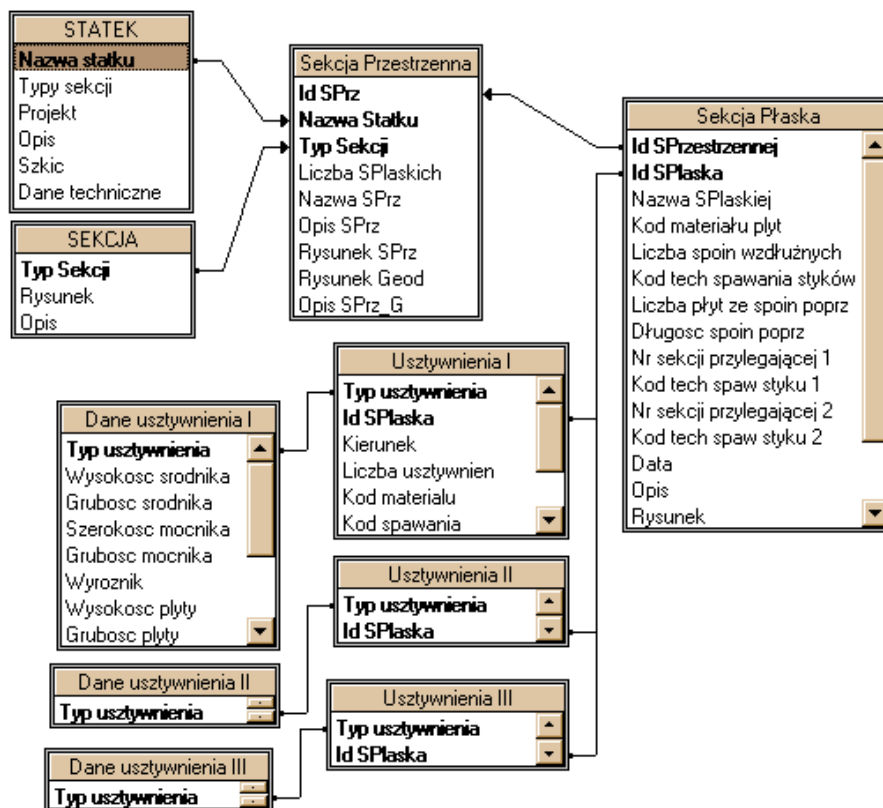 STATEK
Nazwa statku
Typy sekcji
Projekt
Opis
Szkic
Dane techniczne
SEKCJA
Typ Sekcji
Rysunek
Opis
Sekcja Przestrzenna
Id SPrz
Nazwa Statku
Typ Sekcji
Liczba SPlaskich
Nazwa SPrz
Opis SPrz
Rysunek SPrz
Rysunek Geod
Opis SPrz_G
Sekcja Płaska
Id SPrzestrzennej
Id SPlaska
Nazwa SPlaskiej
Kod materiału plyt
Liczba spoin wzdłużnych
Kod tech spawania styków
Liczba płyt ze spoin poprz
Długosc spoin poprz
Nr sekcji przylegającej 1
Kod tech spaw styku 1
Nr sekcji przylegającej 2
Kod tech spaw styku 2
Data
Opis
Rysunek
Usztywnienia I
Typ usztywnienia
Id SPlaska
Kierunek
Liczba usztywnien
Kod materialu
Kod spawania
Dane usztywnienia I
Typ usztywnienia
Wysokosc srodnika
Grubosc srodnika
Szerokosc mocnika
Grubosc mocnika
Wyroznik
Wysokosc plyty
Grubosc plyty
Usztywnienia II
Typ usztywnienia
Id SPlaska
Dane usztywnienia II
Typ usztywnienia
Usztywnienia III
Typ usztywnienia
Id SPlaska
Dane usztywnienia III
Typ usztywnienia